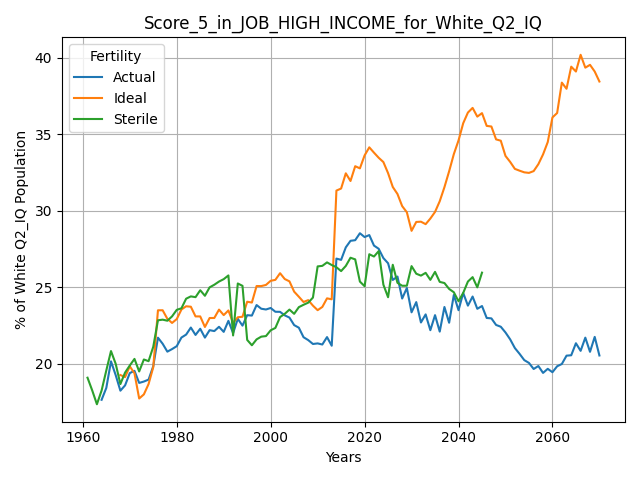 Score_5_in_JOB_HIGH_INCOME_for_White_Q2_IQ
Fertility
Actual
Ideal
Sterile
% of White Q2_IQ Population
40
35
30
25
20
1960
1980
2000
2020
2040
2060
Years